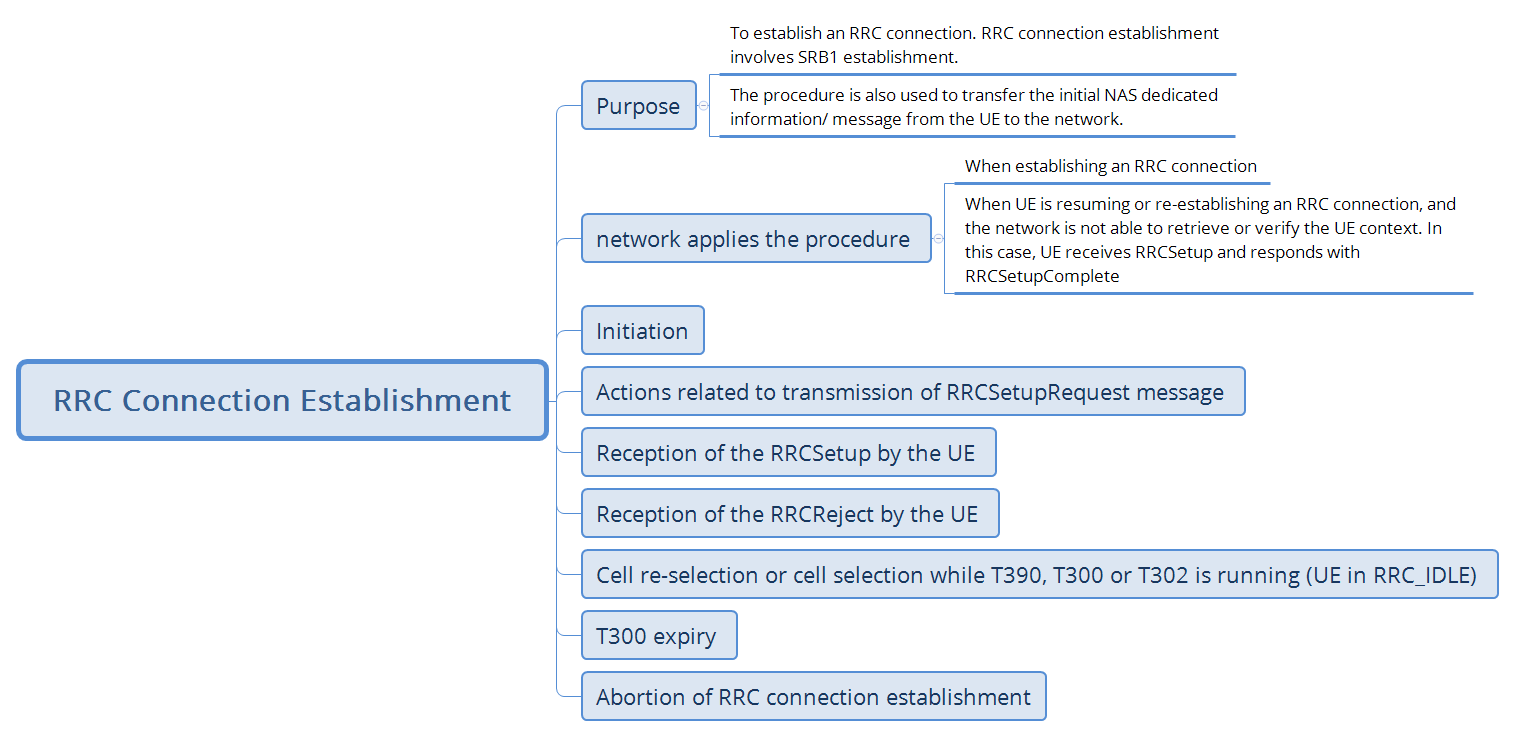 To establish an RRC connection. RRC connection establishment
involves SRB1 establishment.
Purpose
The procedure is also used to transfer the initial NAS dedicated
information/ message from the UE to the network.
When establishing an RRC connection
network applies the procedure
When UE is resuming or re-establishing an RRC connection, and
the network is not able to retrieve or verify the UE context. In
this case, UE receives RRCSetup and responds with
RRCSetupComplete
Initiation
RRC Connection Establishment
Actions related to transmission of RRCSetupRequest message
Reception of the RRCSetup by the UE
Reception of the RRCReject by the UE
Cell re-selection or cell selection while T390, T300 or T302 is running (UE in RRC_IDLE)
T300 expiry
Abortion of RRC connection establishment